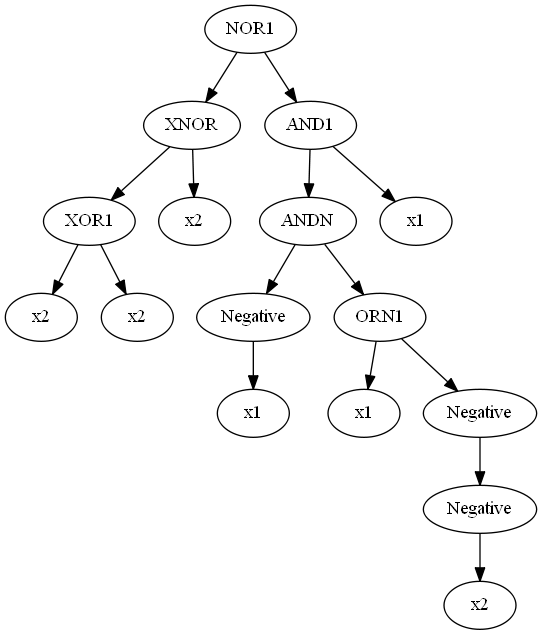 NOR1
XNOR AND1
XOR1 x2 ANDN x1
x2 x2 Negative ORN1
x1 x1 Negative
Negative
x2